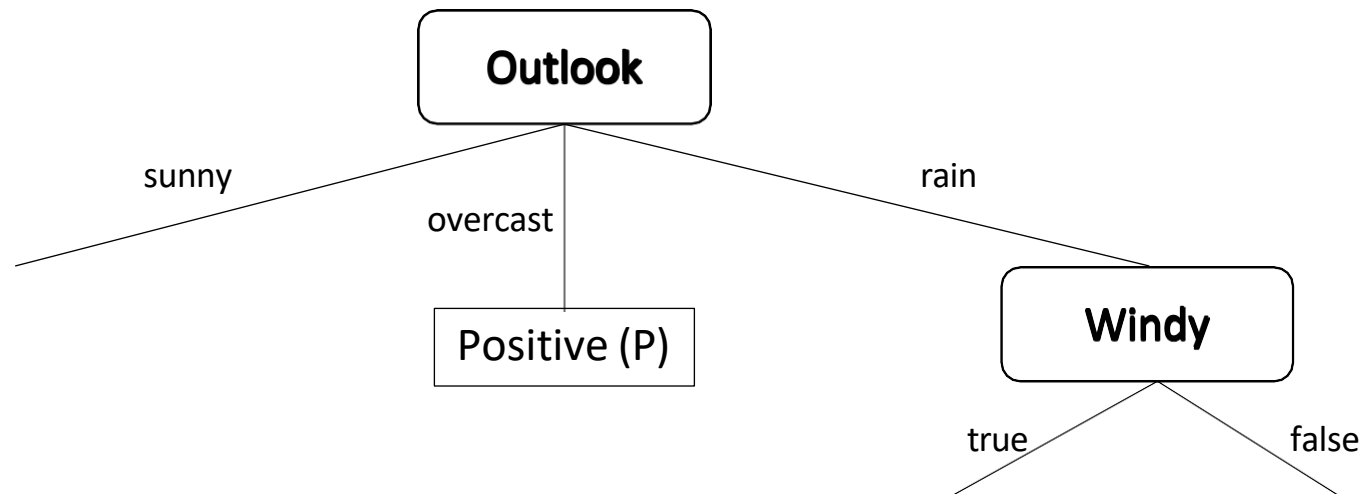 Outlook
sunny
rain
overcast
Positive (P)
Windy
true
false